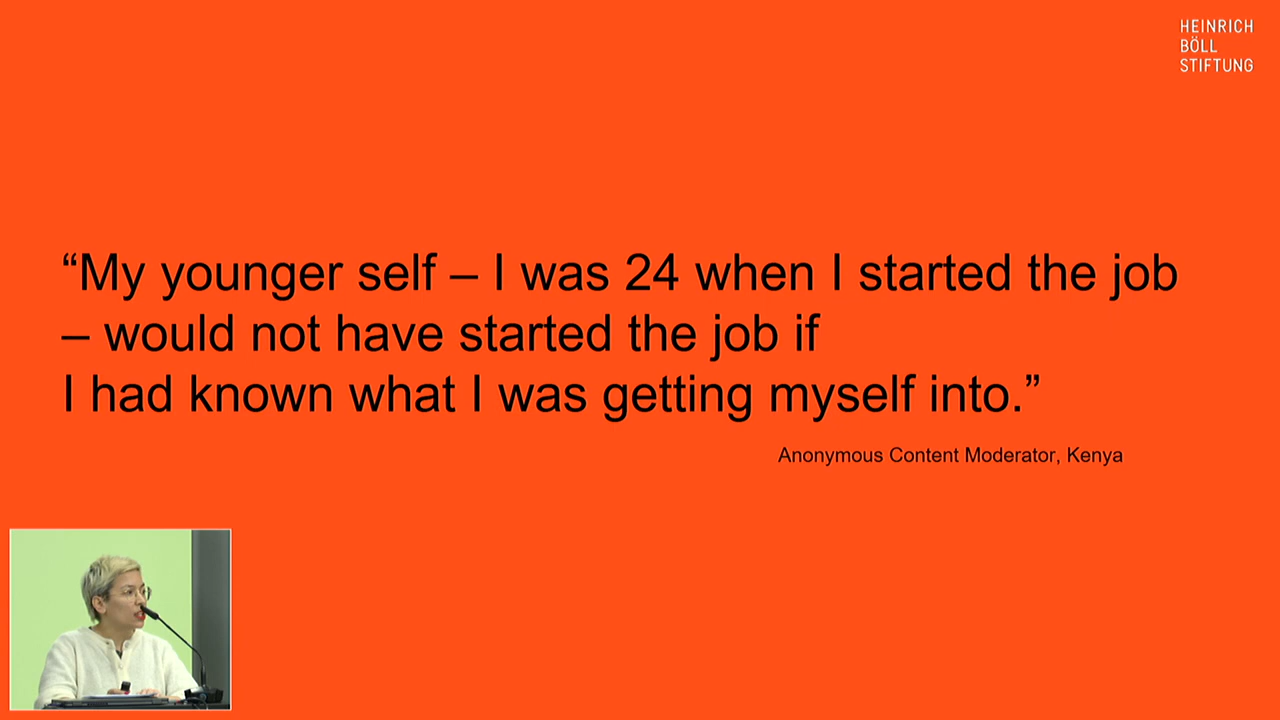 HEINRICH
BÖLL
STIFTUNG
“My younger self – I was 24 when I started the job
– would not have started the job if
I had known what I was getting myself into.”
Anonymous Content Moderator, Kenya